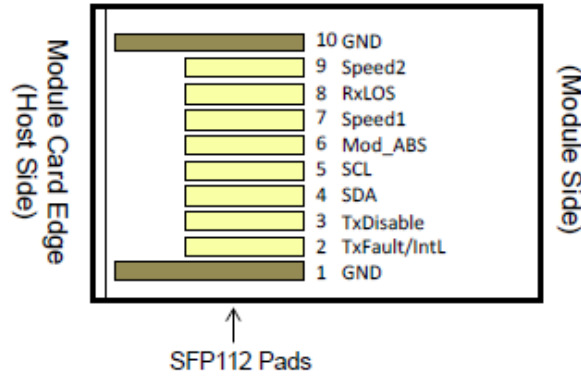 Module Card Edge
(Host Side)
10 GND
9 Speed2
8 RxLOS
7 Speed1
6 Mod_ABS
5 SCL
4 SDA
3 TxDisable
2 TxFault/IntL
1 GND
(Module Side)
SFP112 Pads